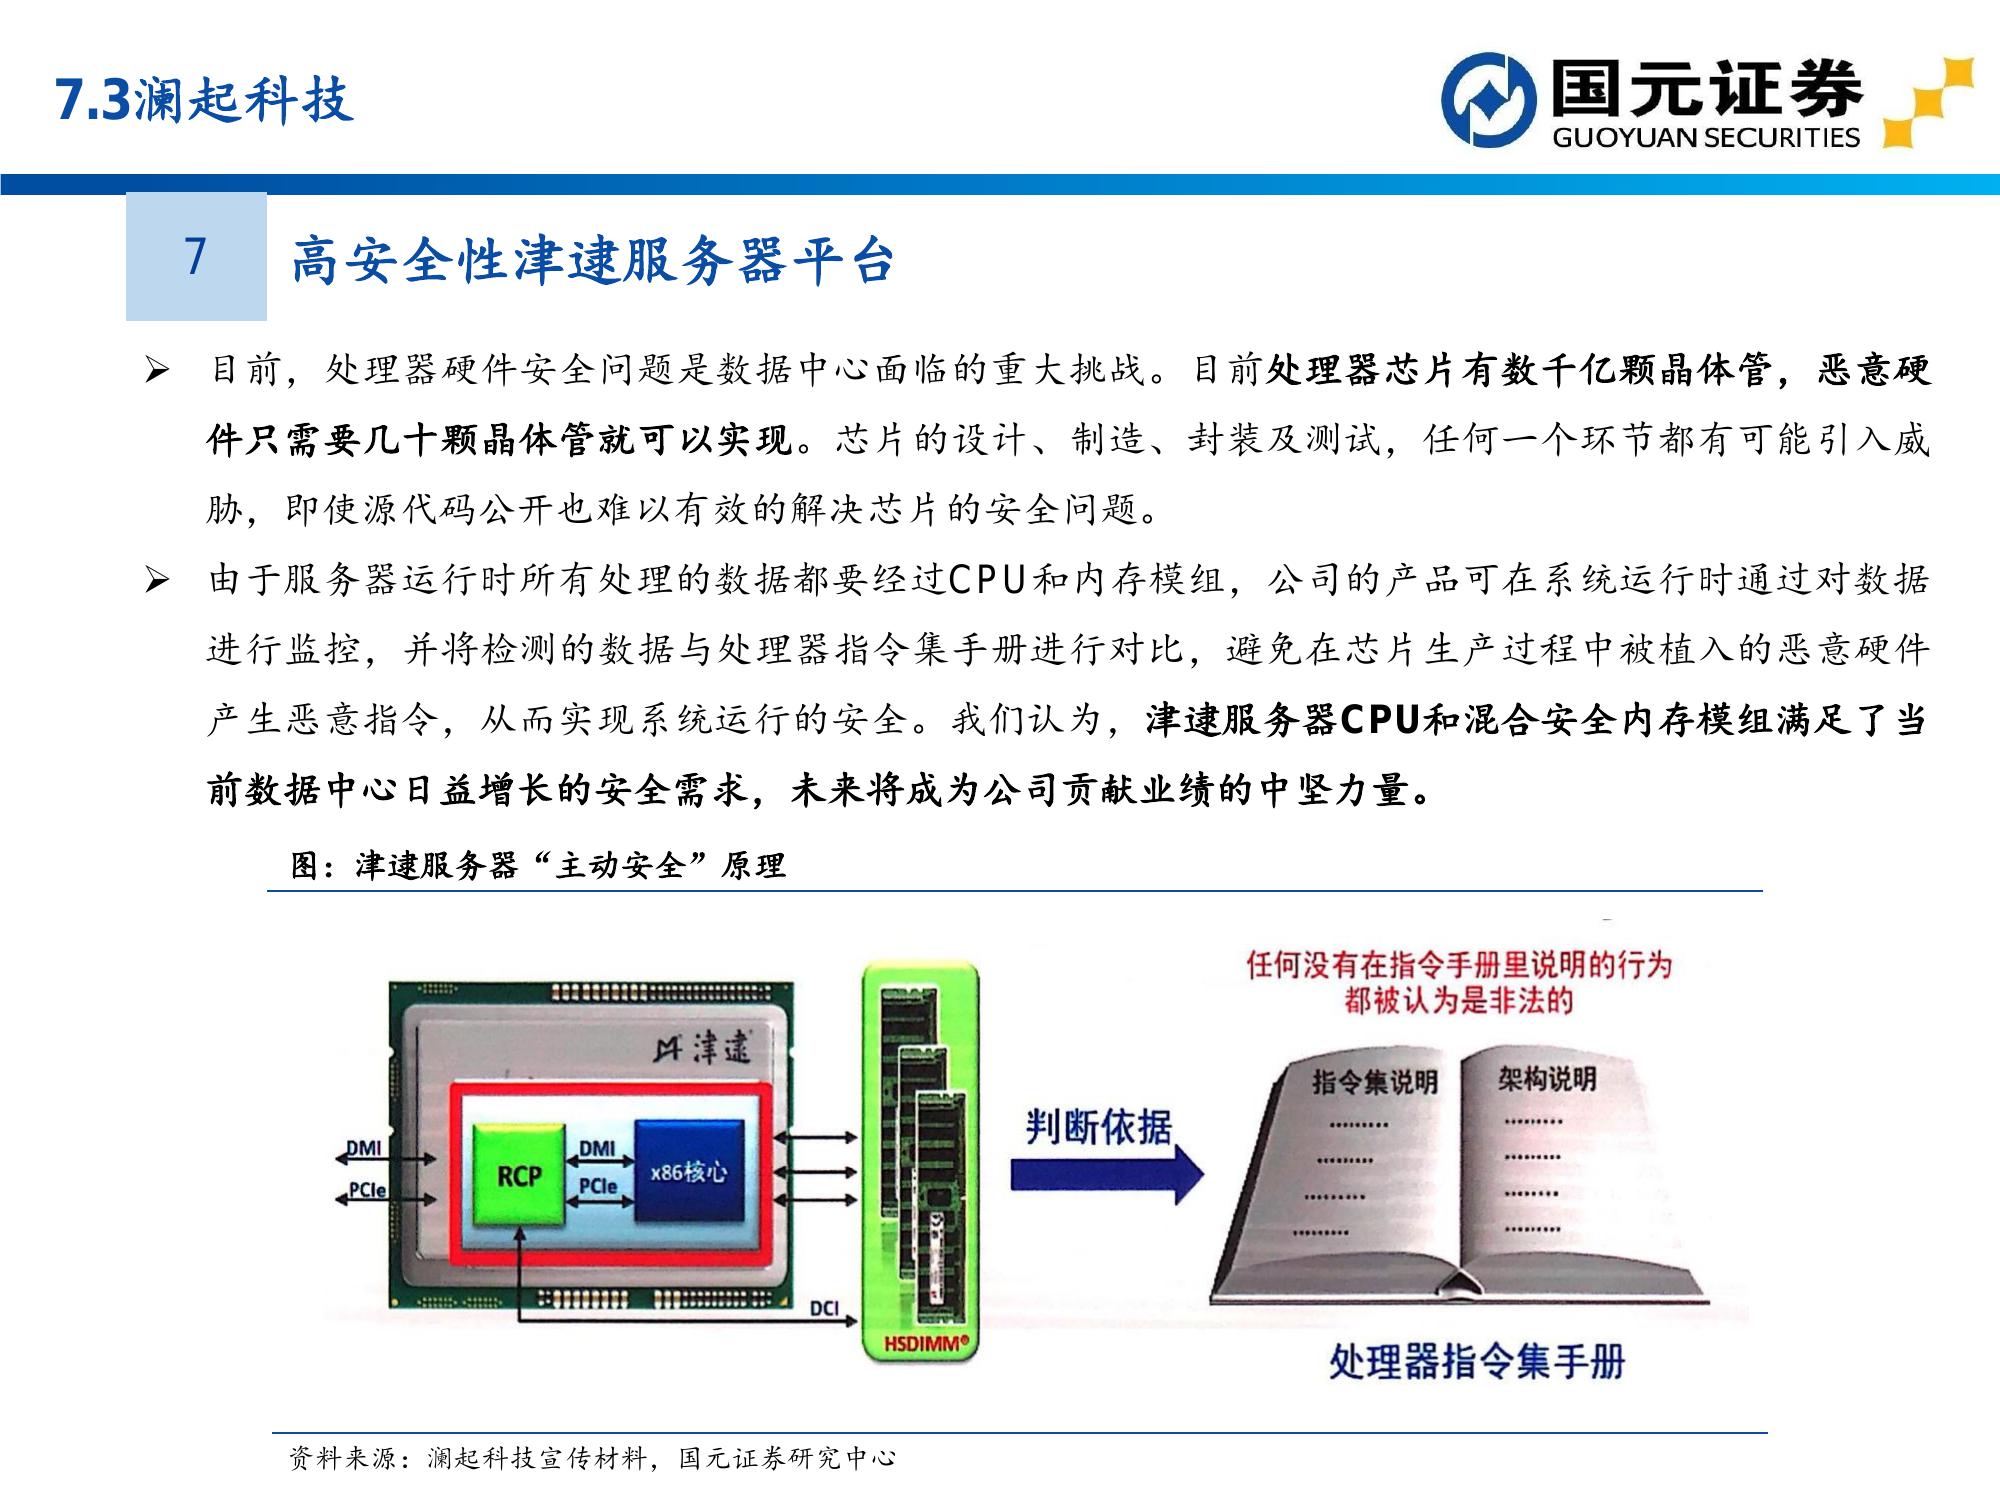 7.3澜起科技
国元证券
GUOYUAN SECURITIES
7
高安全性津逮服务器平台
➢ 目前，处理器硬件安全问题是数据中心面临的重大挑战。目前处理器芯片有数千亿颗晶体管，恶意硬
件只需要几十颗晶体管就可以实现。芯片的设计、制造、封装及测试，任何一个环节都有可能引入威
胁，即使源代码公开也难以有效的解决芯片的安全问题。
➢ 由于服务器运行时所有处理的数据都要经过CPU和内存模组，公司的产品可在系统运行时通过对数据
进行监控，并将检测的数据与处理器指令集手册进行对比，避免在芯片生产过程中被植入的恶意硬件
产生恶意指令，从而实现系统运行的安全。我们认为，津逮服务器CPU和混合安全内存模组满足了当
前数据中心日益增长的安全需求，未来将成为公司贡献业绩的中坚力量。
图：津逮服务器“主动安全”原理
任何没有在指令手册里说明的行为
都被认为是非法的
津逮
DMI
PCIe
RCP
DMI
PCIe
x86核心
DCI
HSDIMM®
判断依据
指令集说明
架构说明
处理器指令集手册
资料来源：澜起科技宣传材料，国元证券研究中心